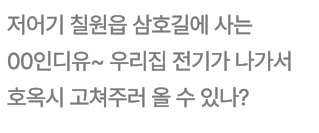 저어기 칠원읍 삼호길에 사는
00인디유~ 우리집 전기가 나가서
호옥시 고쳐주러 올 수 있나?